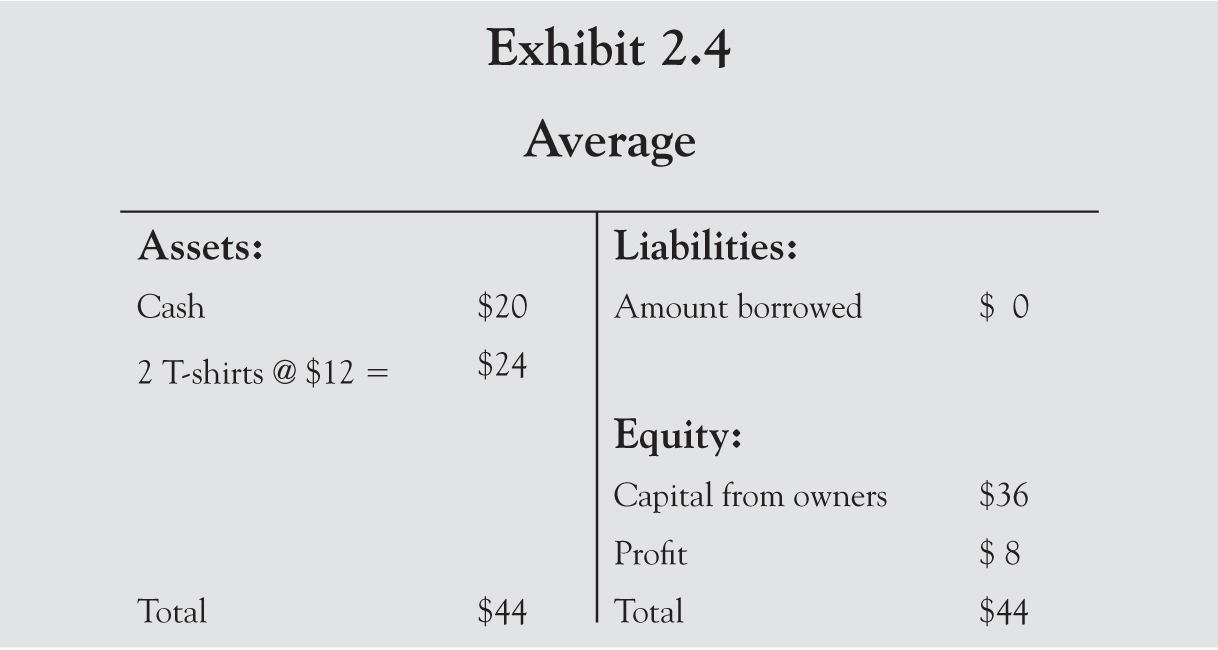 Exhibit 2.4
Average
Assets:
Cash $20
2 T-shirts @ $12 = $24
Total $44
Liabilities:
Amount borrowed $ 0
Equity:
Capital from owners $36
Profit $ 8
Total $44